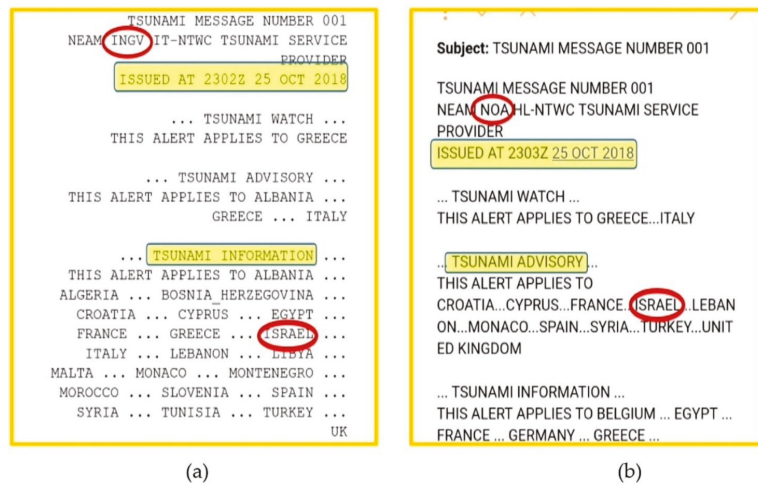 TSUNAMI MESSAGE NUMBER 001
NEAM INGV IT-NTWC TSUNAMI SERVICE
PROVIDER
ISSUED AT 2302Z 25 OCT 2018
... TSUNAMI WATCH ...
THIS ALERT APPLIES TO GREECE
... TSUNAMI ADVISORY ...
THIS ALERT APPLIES TO ALBANIA ...
GREECE ... ITALY
... TSUNAMI INFORMATION ...
THIS ALERT APPLIES TO ALBANIA ...
ALGERIA ... BOSNIA_HERZEGOVINA ...
CROATIA ... CYPRUS ... EGYPT ...
FRANCE ... GREECE ... ISRAEL ...
ITALY ... LEBANON ... LIBYA ...
MALTA ... MONACO ... MONTENEGRO ...
MOROCCO ... SLOVENIA ... SPAIN ...
SYRIA ... TUNISIA ... TURKEY ...
UK
(a)
Subject: TSUNAMI MESSAGE NUMBER 001
TSUNAMI MESSAGE NUMBER 001
NEAM NOA HL-NTWC TSUNAMI SERVICE
PROVIDER
ISSUED AT 2303Z 25 OCT 2018
... TSUNAMI WATCH ...
THIS ALERT APPLIES TO GREECE...ITALY
... TSUNAMI ADVISORY ...
THIS ALERT APPLIES TO
CROATIA...CYPRUS...FRANCE...ISRAEL...LEBAN
ON...MONACO...SPAIN...SYRIA...TURKEY...UNIT
ED KINGDOM
... TSUNAMI INFORMATION ...
THIS ALERT APPLIES TO BELGIUM ... EGYPT ...
FRANCE ... GERMANY ... GREECE ...
(b)